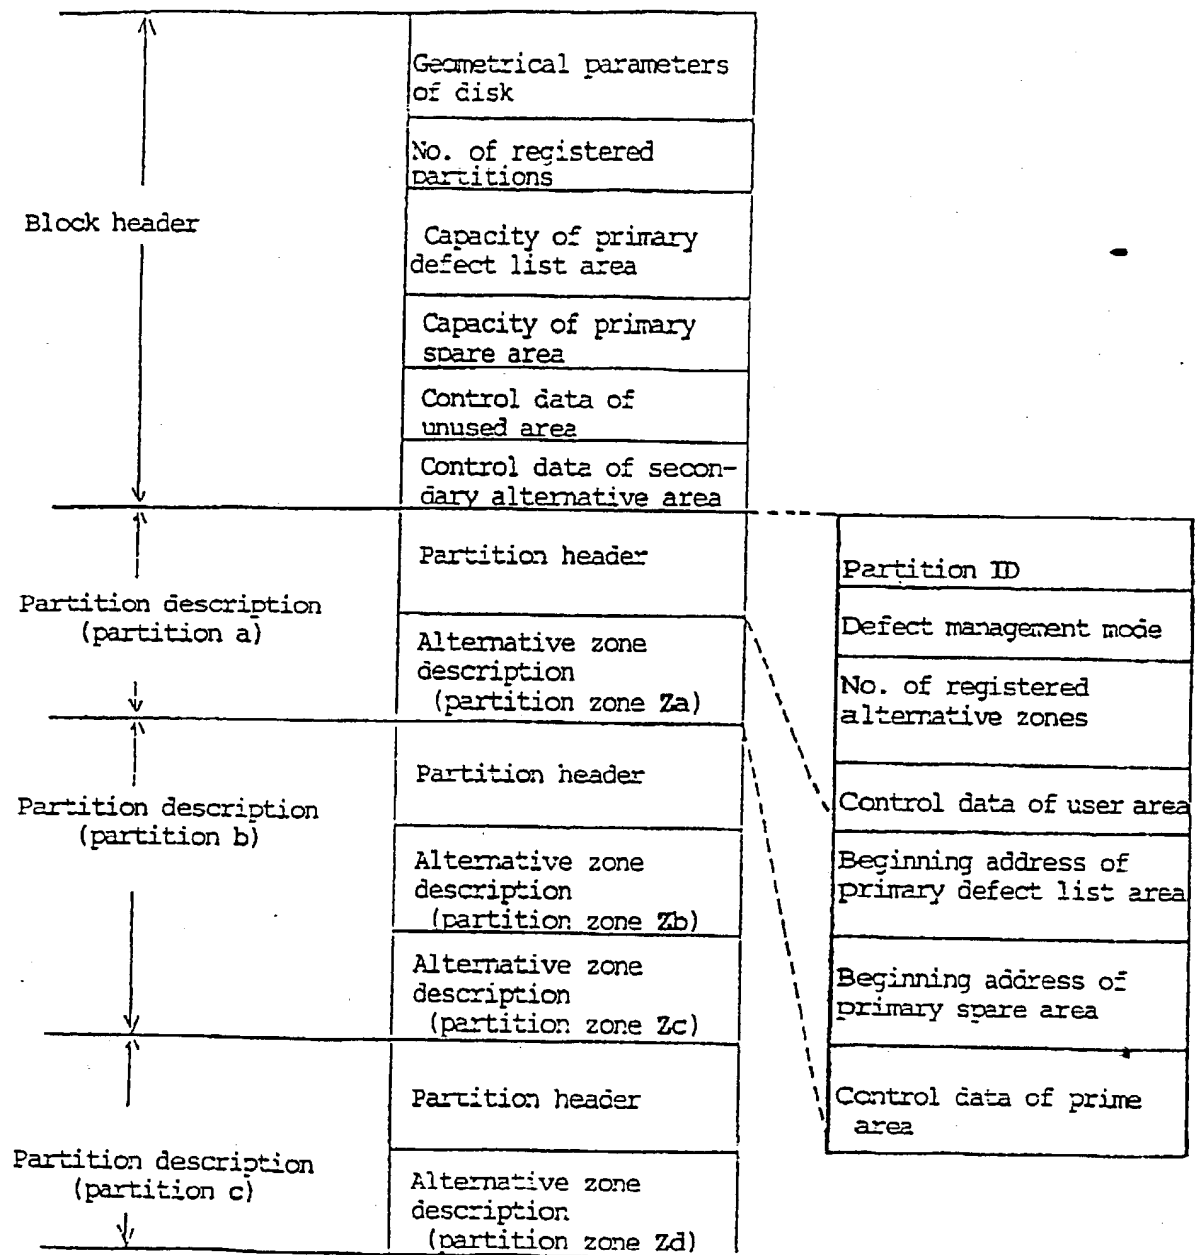 Block header
Partition description
(partition a)
Partition description
(partition b)
Partition description
(partition c)
Geometrical parameters
of disk
No. of registered
partitions
Capacity of primary
defect list area
Capacity of primary
spare area
Control data of
unused area
Control data of secon-
dary alternative area
Partition header
Alternative zone
description
(partition zone Za)
Partition header
Alternative zone
description
(partition zone Zb)
Alternative zone
description
(partition zone Zc)
Partition header
Alternative zone
description
(partition zone Zd)
Partition ID
Defect management mode
No. of registered
alternative zones
Control data of user area
Beginning address of
primary defect list area
Beginning address of
primary spare area
Control data of prime
area